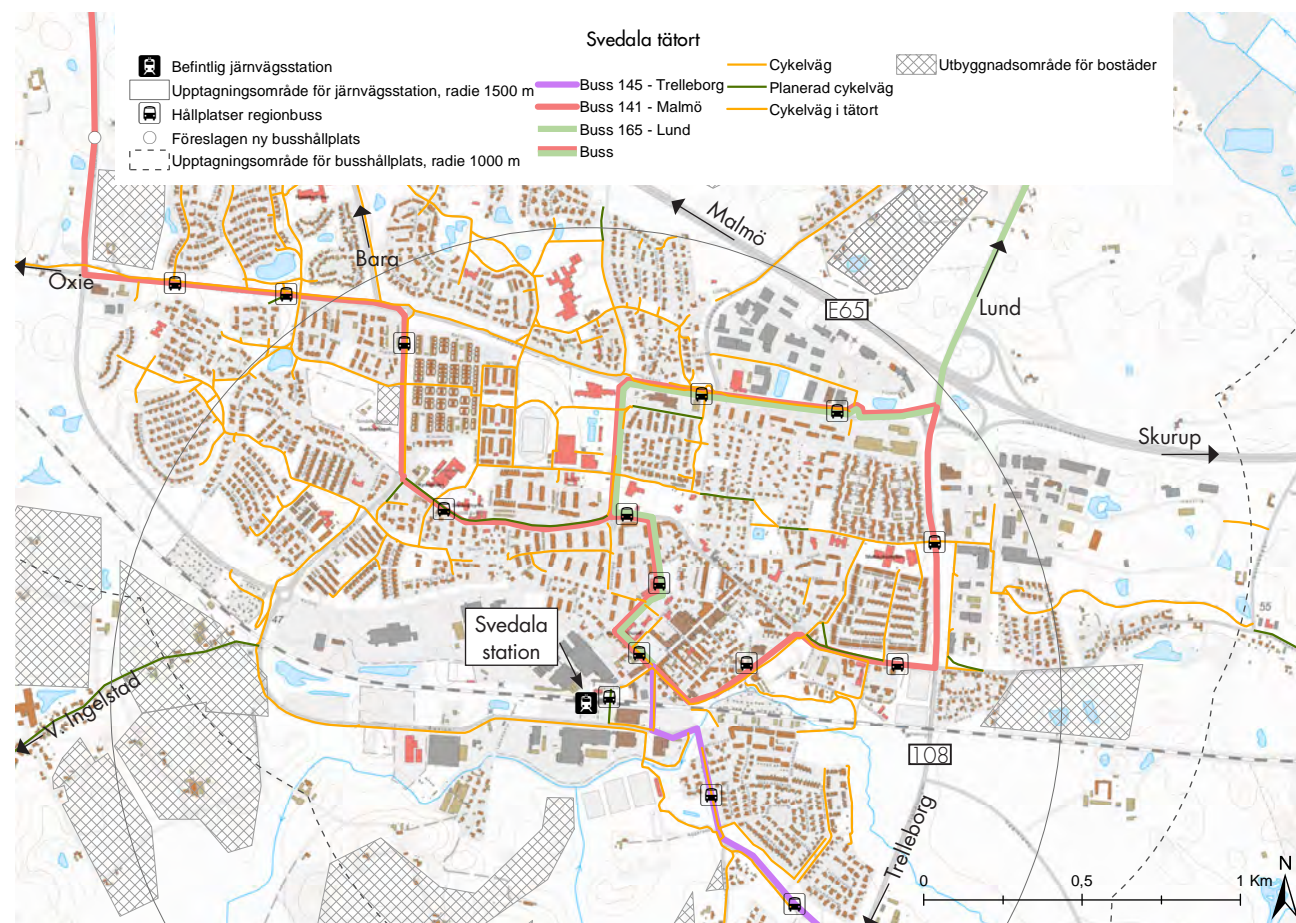 Svedala tätort
Befintlig järnvägsstation
Upptagningsområde för järnvägsstation, radie 1500 m
Hållplatser regionbuss
Föreslagen ny busshållplats
Upptagningsområde för busshållplats, radie 1000 m
Buss 145 - Trelleborg
Buss 141 - Malmö
Buss 165 - Lund
Buss
Cykelväg
Planerad cykelväg
Cykelväg i tätort
Utbyggnadsområde för bostäder
Malmö
Bara
Oxie
E65
Lund
Skurup
Svedala
station
47
55
V. Ingelstad
108
Trelleborg
0
0,5
1 Km
N